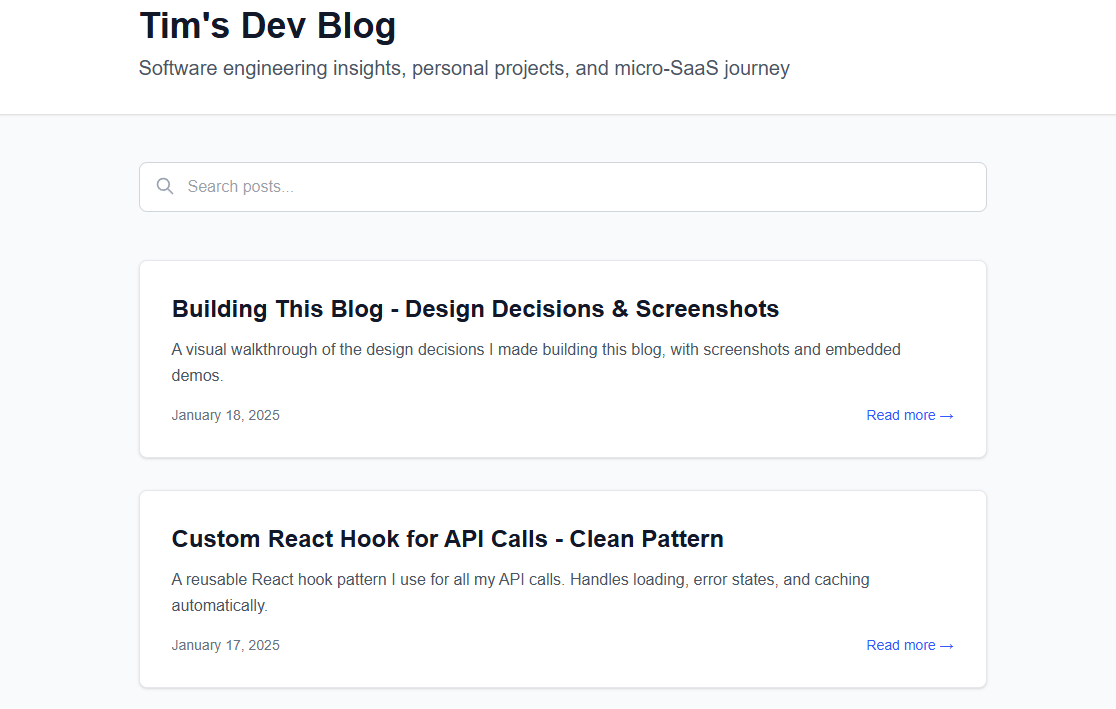 Tim's Dev Blog
Software engineering insights, personal projects, and micro-SaaS journey
Search posts...
Building This Blog - Design Decisions & Screenshots
A visual walkthrough of the design decisions I made building this blog, with screenshots and embedded
demos.
January 18, 2025
Read more →
Custom React Hook for API Calls - Clean Pattern
A reusable React hook pattern I use for all my API calls. Handles loading, error states, and caching
automatically.
January 17, 2025
Read more →